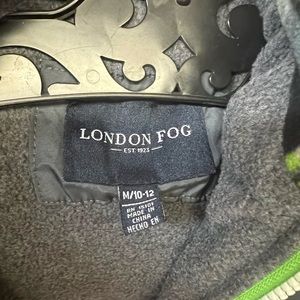 LONDON FOG
EST. 1923
M/10-12
MADE IN
CHINA
HECHO EN